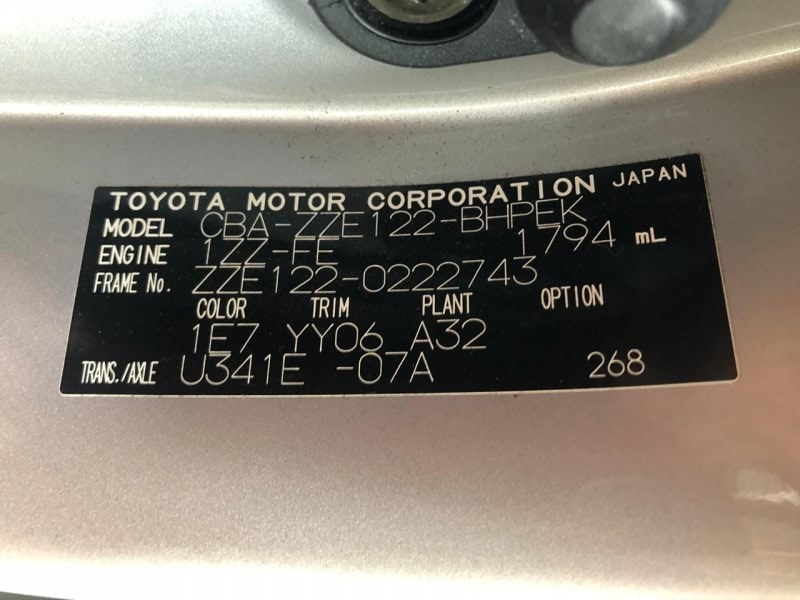 TOYOTA MOTOR CORPORATION JAPAN
MODEL CBA-ZZE122-BHPEK
ENGINE 1ZZ-FE 1794 mL
FRAME No. ZZE122-0222743
COLOR TRIM PLANT OPTION
1E7 YY06 A32
TRANS./AXLE U341E -07A 268